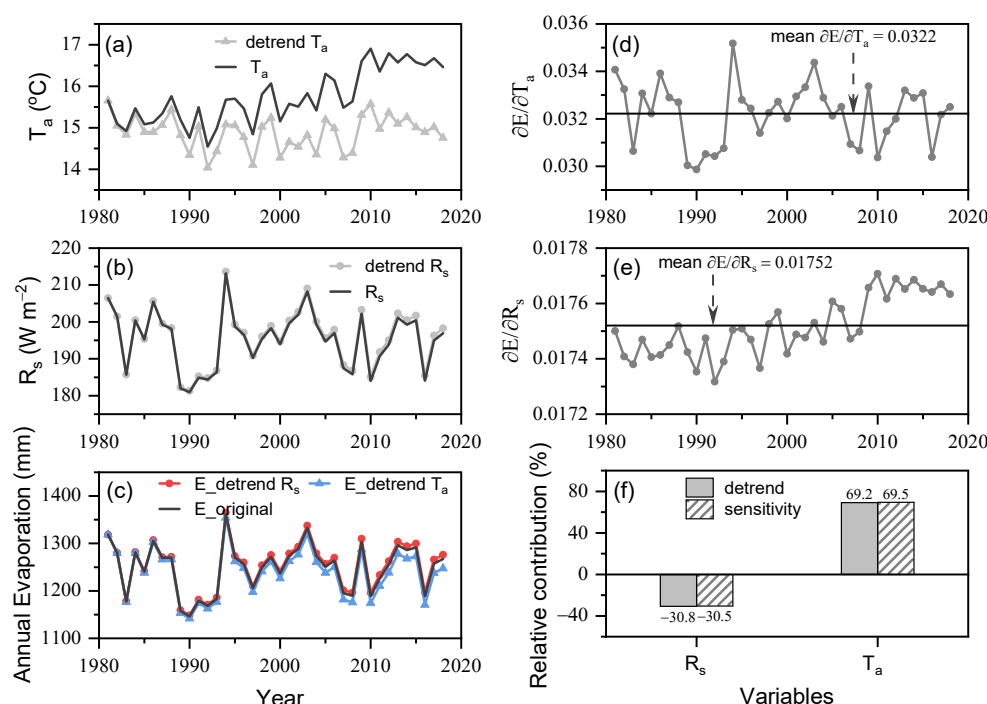 (a)
detrend Tₐ
Tₐ
Tₐ (ºC)
17
16
15
14
1980
1990
2000
2010
2020
(b)
detrend Rₛ
Rₛ
Rₛ (W m⁻²)
220
210
200
190
180
1980
1990
2000
2010
2020
(c)
E_detrend Rₛ
E_detrend Tₐ
E_original
Annual Evaporation (mm)
1400
1300
1200
1100
1980
1990
2000
2010
2020
Year
(d)
mean ∂E/∂Tₐ = 0.0322
∂E/∂Tₐ
0.036
0.034
0.032
0.030
1980
1990
2000
2010
2020
(e)
mean ∂E/∂Rₛ = 0.01752
∂E/∂Rₛ
0.0178
0.0176
0.0174
0.0172
1980
1990
2000
2010
2020
(f)
detrend
sensitivity
Relative contribution (%)
80
40
0
−40
69.2
69.5
−30.8
−30.5
Rₛ
Tₐ
Variables